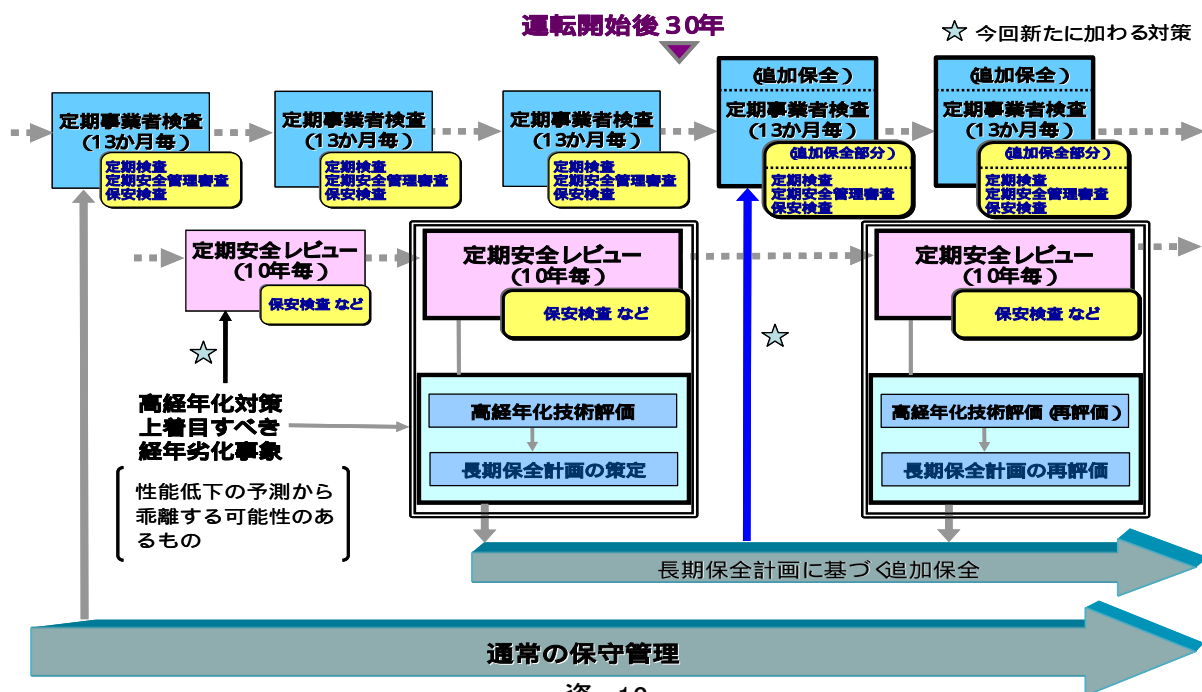 運転開始後30年
☆ 今回新たに加わる対策
定期事業者検査
(13か月毎)
定期検査
定期安全管理審査
保安検査
定期事業者検査
(13か月毎)
定期検査
定期安全管理審査
保安検査
定期事業者検査
(13か月毎)
定期検査
定期安全管理審査
保安検査
(追加保全)
定期事業者検査
(13か月毎)
(追加保全部分)
定期検査
定期安全管理審査
保安検査
(追加保全)
定期事業者検査
(13か月毎)
(追加保全部分)
定期検査
定期安全管理審査
保安検査
定期安全レビュー
(10年毎)
保安検査 など
定期安全レビュー
(10年毎)
保安検査 など
定期安全レビュー
(10年毎)
保安検査 など
☆
☆
高経年化対策
上着目すべき
経年劣化事象
性能低下の予測から
乖離する可能性のあ
るもの
高経年化技術評価
長期保全計画の策定
高経年化技術評価(再評価)
長期保全計画の再評価
長期保全計画に基づく追加保全
通常の保守管理